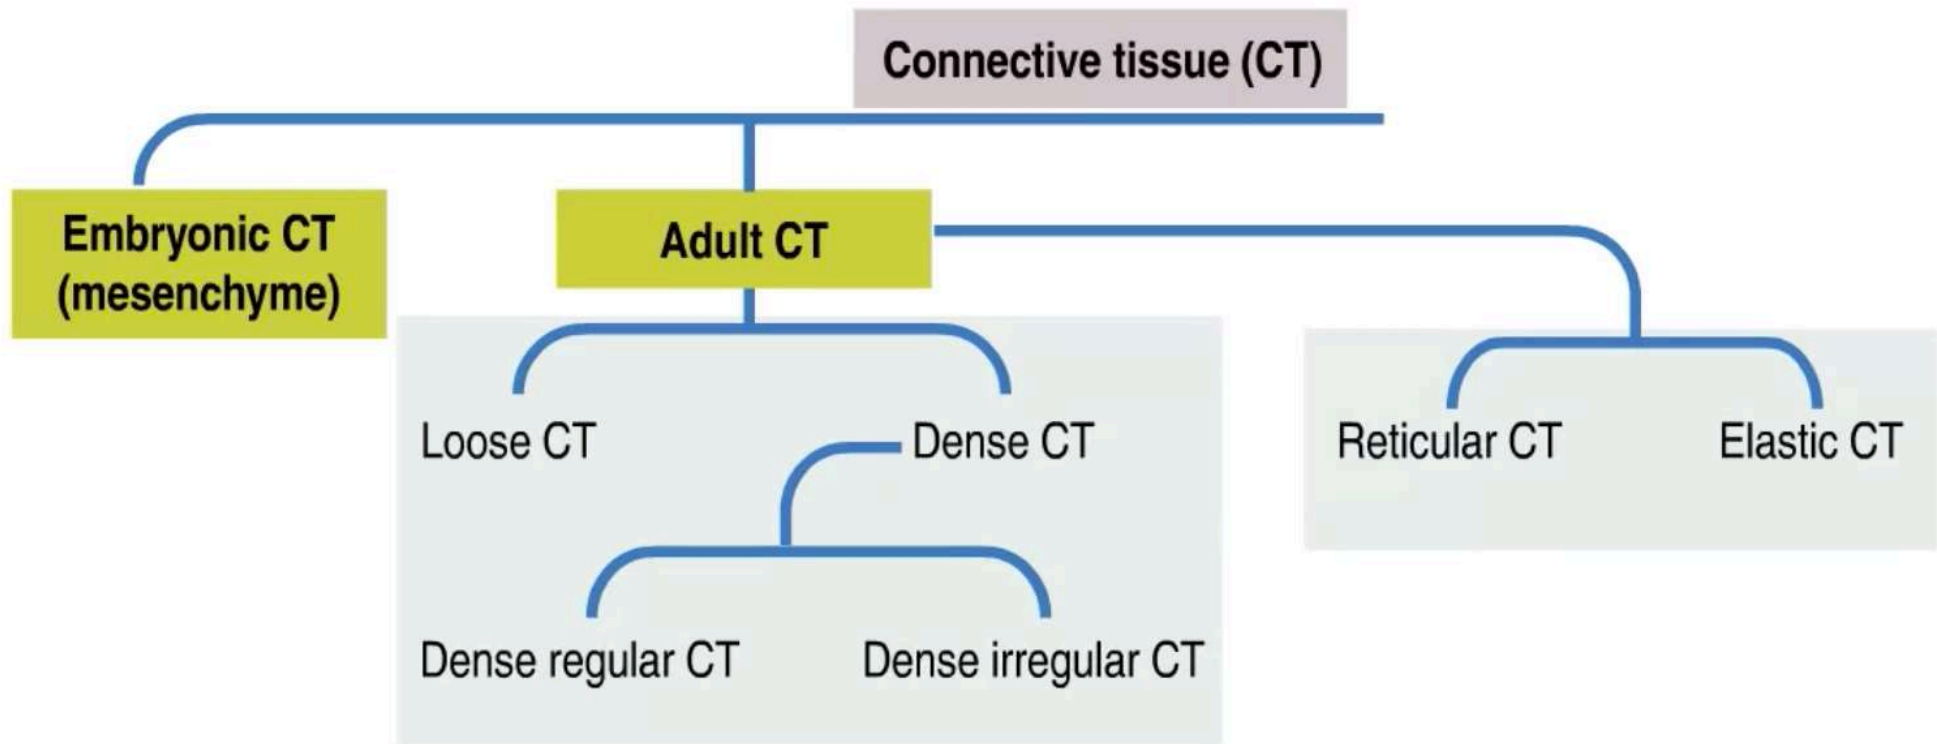 Connective tissue (CT)
Embryonic CT
(mesenchyme)
Adult CT
Loose CT
Dense CT
Reticular CT
Elastic CT
Dense regular CT
Dense irregular CT